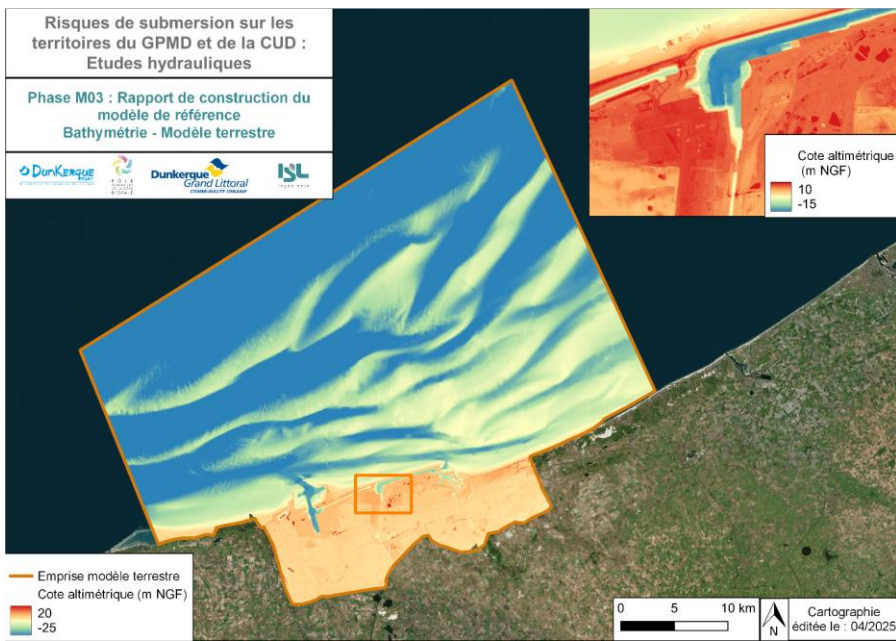 Risques de submersion sur les
territoires du GPMD et de la CUD :
Etudes hydrauliques
Phase M03 : Rapport de construction du
modèle de référence
Bathymétrie - Modèle terrestre
DUNKERQUE
PORT
Dunkerque
Grand Littoral
COMMUNAUTE URBAINE
ISL
Cote altimétrique
(m NGF)
10
-15
Emprise modèle terrestre
Cote altimétrique (m NGF)
20
-25
0 5 10 km
N
Cartographie
éditée le : 04/2025